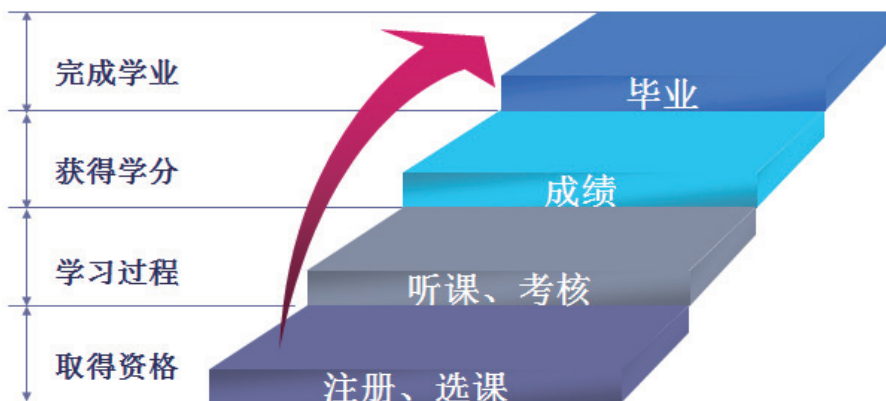 完成学业
毕业
获得学分
成绩
学习过程
听课、考核
取得资格
注册、选课